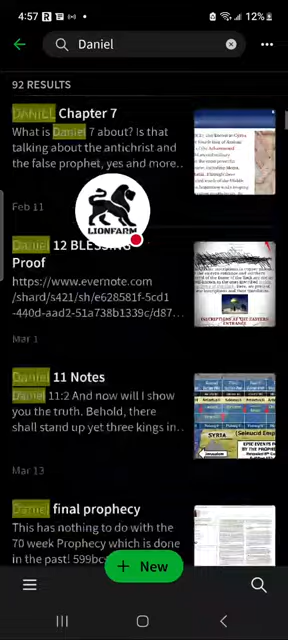 4:57
12%
Daniel
92 RESULTS
DANIEL Chapter 7
What is Daniel 7 about? Is that
talking about the antichrist and
the false prophet, yes and more..
Feb 11
LIONFARM
Daniel 12 BLESSING
Proof
https://www.evernote.com
/shard/s421/sh/e628581f-5cd1
-440d-aad2-51a738b1339c/d87...
Mar 1
Daniel 11 Notes
Daniel 11:2 And now will I show
you the truth. Behold, there
shall stand up yet three kings in...
SYRIA
Mar 13
Daniel final prophecy
This has nothing to do with the
70 week Prophecy which is done
in the past! 599bc-
+ New